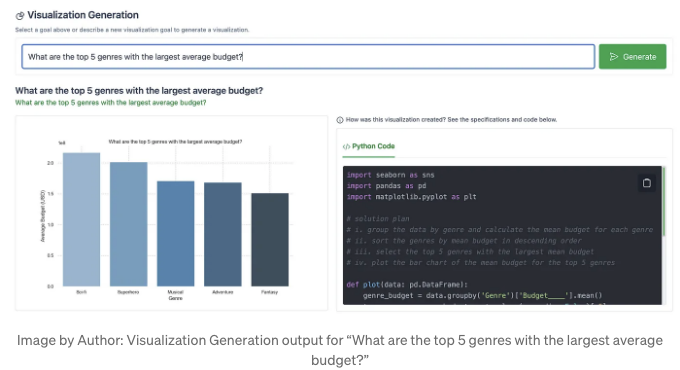 Visualization Generation
Select a goal above or describe a new visualization goal to generate a visualization.
What are the top 5 genres with the largest average budget?
Generate
What are the top 5 genres with the largest average budget?
What are the top 5 genres with the largest average budget?
What are the top 5 genres with the largest average budget?
1e8
2.0
1.5
1.0
0.5
0.0
Average Budget (USD)
Sci-Fi Superhero Musical Adventure Fantasy
Genre
How was this visualization created? See the specifications and code below.
</> Python Code
import seaborn as sns
import pandas as pd
import matplotlib.pyplot as plt
# solution plan
# i. group the data by genre and calculate the mean budget for each genre
# ii. sort the genres by mean budget in descending order
# iii. select the top 5 genres with the largest mean budget
# iv. plot the bar chart of the mean budget for the top 5 genres
def plot(data: pd.DataFrame):
genre_budget = data.groupby('Genre')['Budget____'].mean()
Image by Author: Visualization Generation output for “What are the top 5 genres with the largest average
budget?”